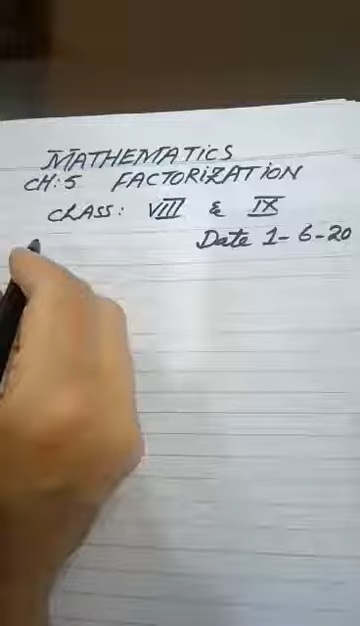 MATHEMATICS
CH:5 FACTORIZATION
CLASS: VIII & IX
Date 1-6-20